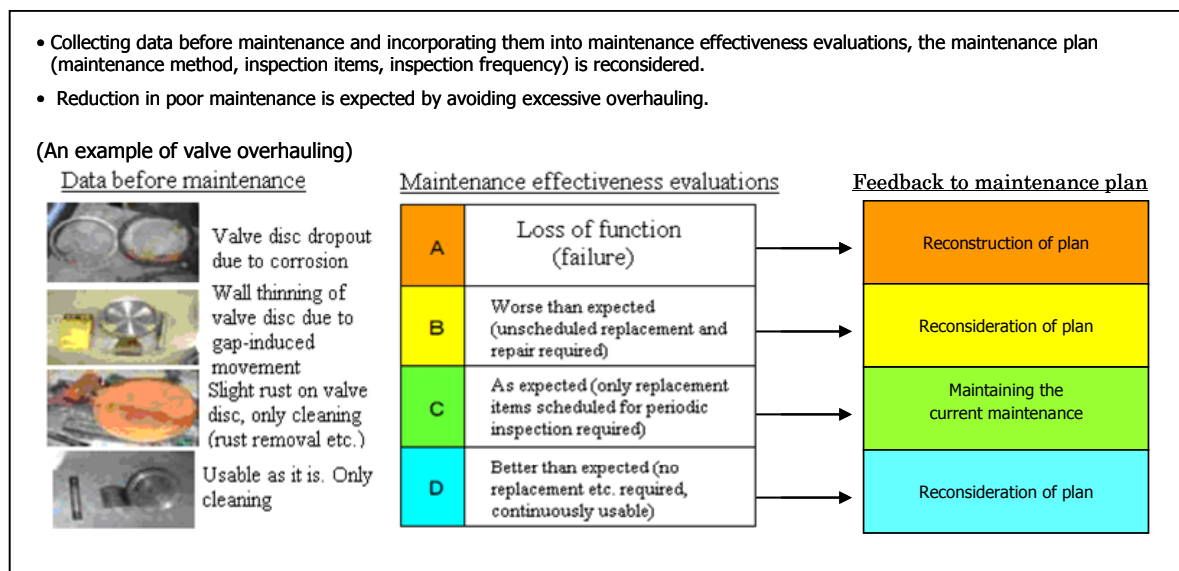 • Collecting data before maintenance and incorporating them into maintenance effectiveness evaluations, the maintenance plan
(maintenance method, inspection items, inspection frequency) is reconsidered.
• Reduction in poor maintenance is expected by avoiding excessive overhauling.
(An example of valve overhauling)
Data before maintenance
Valve disc dropout
due to corrosion
Wall thinning of
valve disc due to
gap-induced
movement
Slight rust on valve
disc, only cleaning
(rust removal etc.)
Usable as it is. Only
cleaning
Maintenance effectiveness evaluations
A
Loss of function
(failure)
B
Worse than expected
(unscheduled replacement and
repair required)
C
As expected (only replacement
items scheduled for periodic
inspection required)
D
Better than expected (no
replacement etc. required,
continuously usable)
Feedback to maintenance plan
Reconstruction of plan
Reconsideration of plan
Maintaining the
current maintenance
Reconsideration of plan